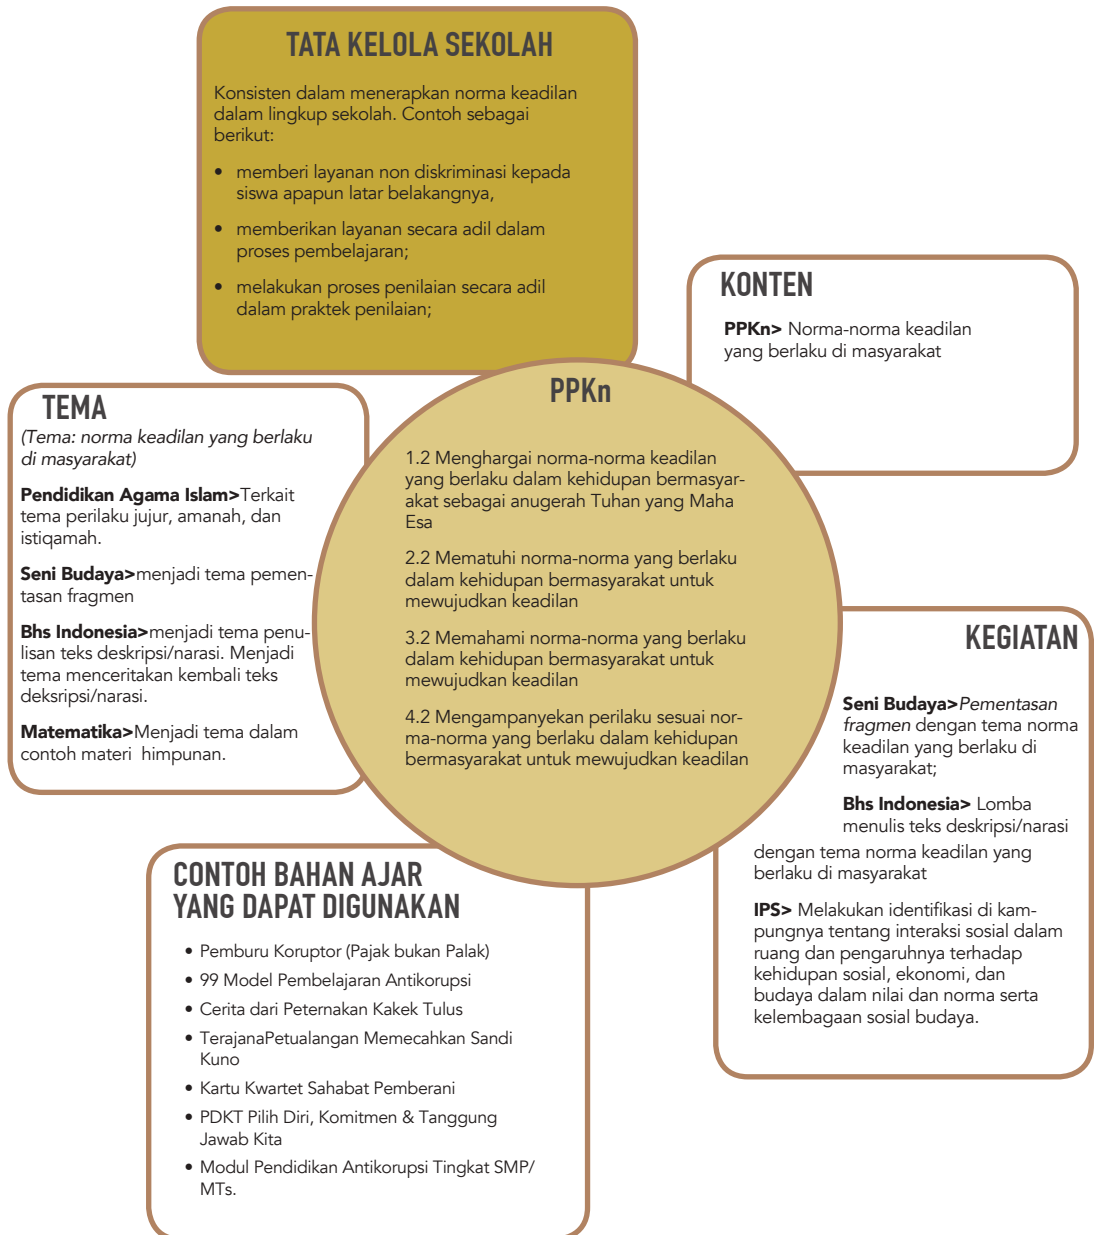 TATA KELOLA SEKOLAH
Konsisten dalam menerapkan norma keadilan
dalam lingkup sekolah. Contoh sebagai
berikut:
• memberi layanan non diskriminasi kepada
siswa apapun latar belakangnya,
• memberikan layanan secara adil dalam
proses pembelajaran;
• melakukan proses penilaian secara adil
dalam praktek penilaian;
KONTEN
PPKn> Norma-norma keadilan
yang berlaku di masyarakat
TEMA
(Tema: norma keadilan yang berlaku
di masyarakat)
Pendidikan Agama Islam>Terkait
tema perilaku jujur, amanah, dan
istiqamah.
Seni Budaya>menjadi tema pemen-
tasan fragmen
Bhs Indonesia>menjadi tema penu-
lisan teks deskripsi/narasi. Menjadi
tema menceritakan kembali teks
deksripsi/narasi.
Matematika>Menjadi tema dalam
contoh materi himpunan.
PPKn
1.2 Menghargai norma-norma keadilan
yang berlaku dalam kehidupan bermasyar-
akat sebagai anugerah Tuhan yang Maha
Esa
2.2 Mematuhi norma-norma yang berlaku
dalam kehidupan bermasyarakat untuk
mewujudkan keadilan
3.2 Memahami norma-norma yang berlaku
dalam kehidupan bermasyarakat untuk
mewujudkan keadilan
4.2 Mengampanyekan perilaku sesuai nor-
ma-norma yang berlaku dalam kehidupan
bermasyarakat untuk mewujudkan keadilan
KEGIATAN
Seni Budaya>Pementasan
fragmen dengan tema norma
keadilan yang berlaku di
masyarakat;
Bhs Indonesia> Lomba
menulis teks deskripsi/narasi
dengan tema norma keadilan yang
berlaku di masyarakat
IPS> Melakukan identifikasi di kam-
pungnya tentang interaksi sosial dalam
ruang dan pengaruhnya terhadap
kehidupan sosial, ekonomi, dan
budaya dalam nilai dan norma serta
kelembagaan sosial budaya.
CONTOH BAHAN AJAR
YANG DAPAT DIGUNAKAN
• Pemburu Koruptor (Pajak bukan Palak)
• 99 Model Pembelajaran Antikorupsi
• Cerita dari Peternakan Kakek Tulus
• TerajanaPetualangan Memecahkan Sandi
Kuno
• Kartu Kwartet Sahabat Pemberani
• PDKT Pilih Diri, Komitmen & Tanggung
Jawab Kita
• Modul Pendidikan Antikorupsi Tingkat SMP/
MTs.